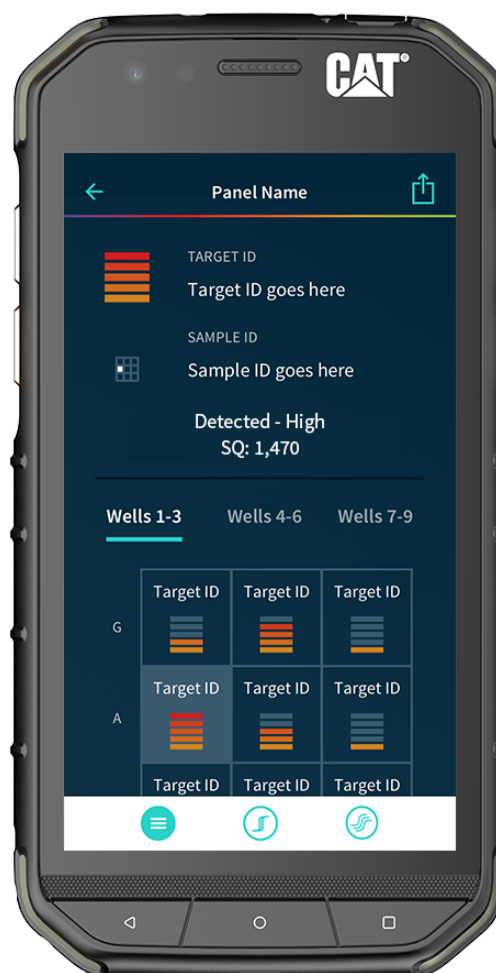 CAT
Panel Name
TARGET ID
Target ID goes here
SAMPLE ID
Sample ID goes here
Detected - High
SQ: 1,470
Wells 1-3 Wells 4-6 Wells 7-9
Target ID Target ID Target ID
G
Target ID Target ID Target ID
A
Target ID Target ID Target ID